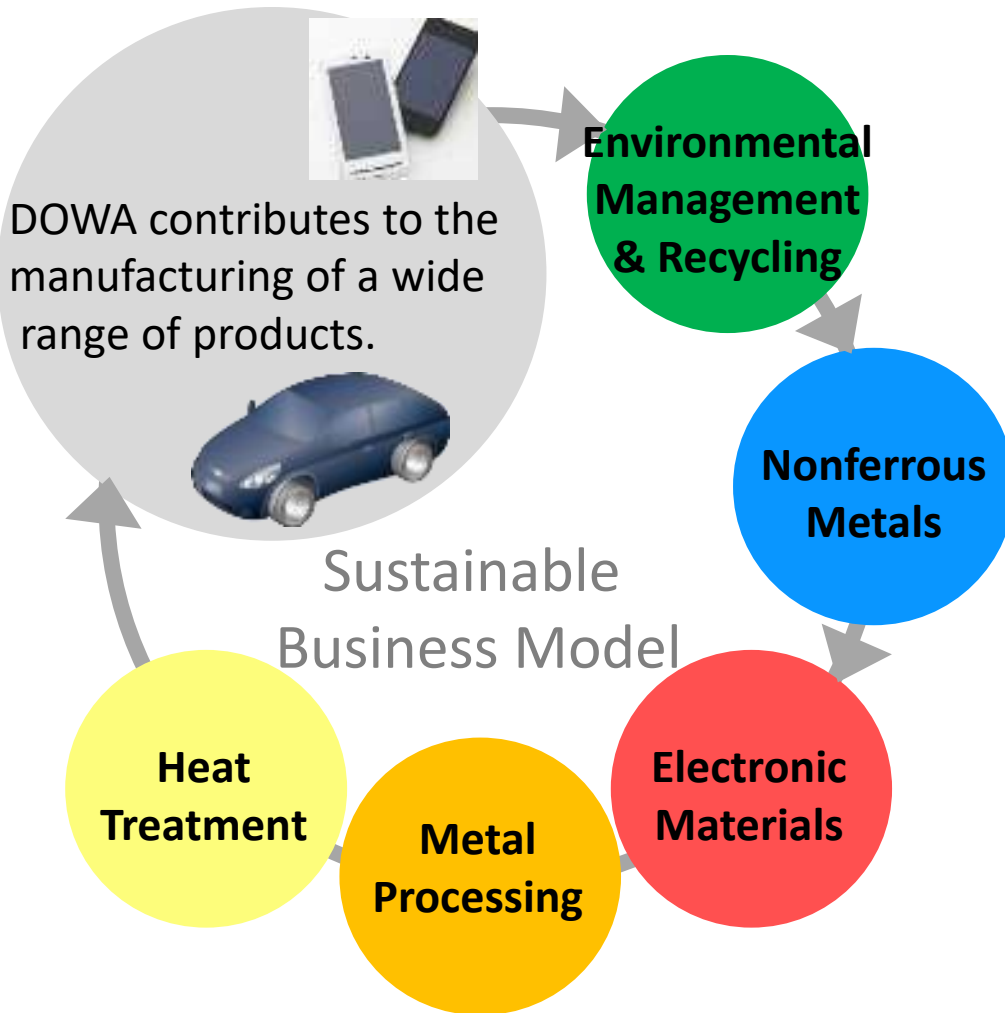 DOWA contributes to the
manufacturing of a wide
range of products.
Environmental
Management
& Recycling
Nonferrous
Metals
Electronic
Materials
Metal
Processing
Heat
Treatment
Sustainable
Business Model